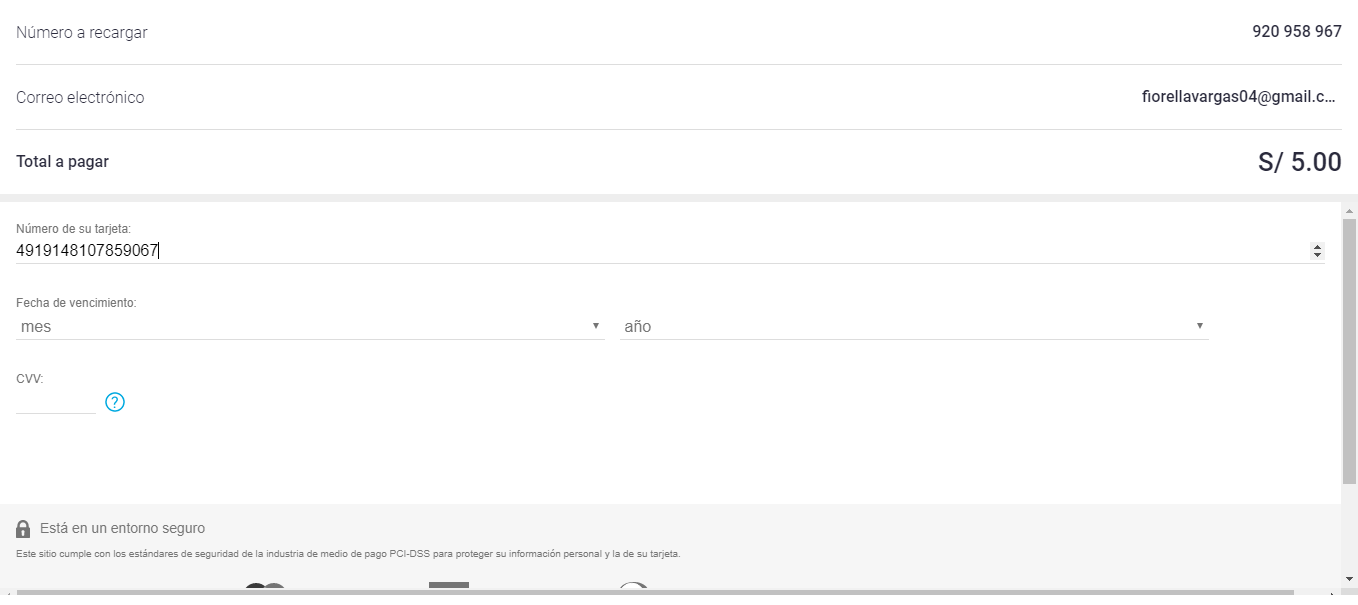 Número a recargar 920 958 967
Correo electrónico fiorellavargas04@gmail.c...
Total a pagar S/ 5.00
Número de su tarjeta:
4919148107859067
Fecha de vencimiento:
mes año
CVV:
?
Está en un entorno seguro
Este sitio cumple con los estándares de seguridad de la industria de medio de pago PCI-DSS para proteger su información personal y la de su tarjeta.